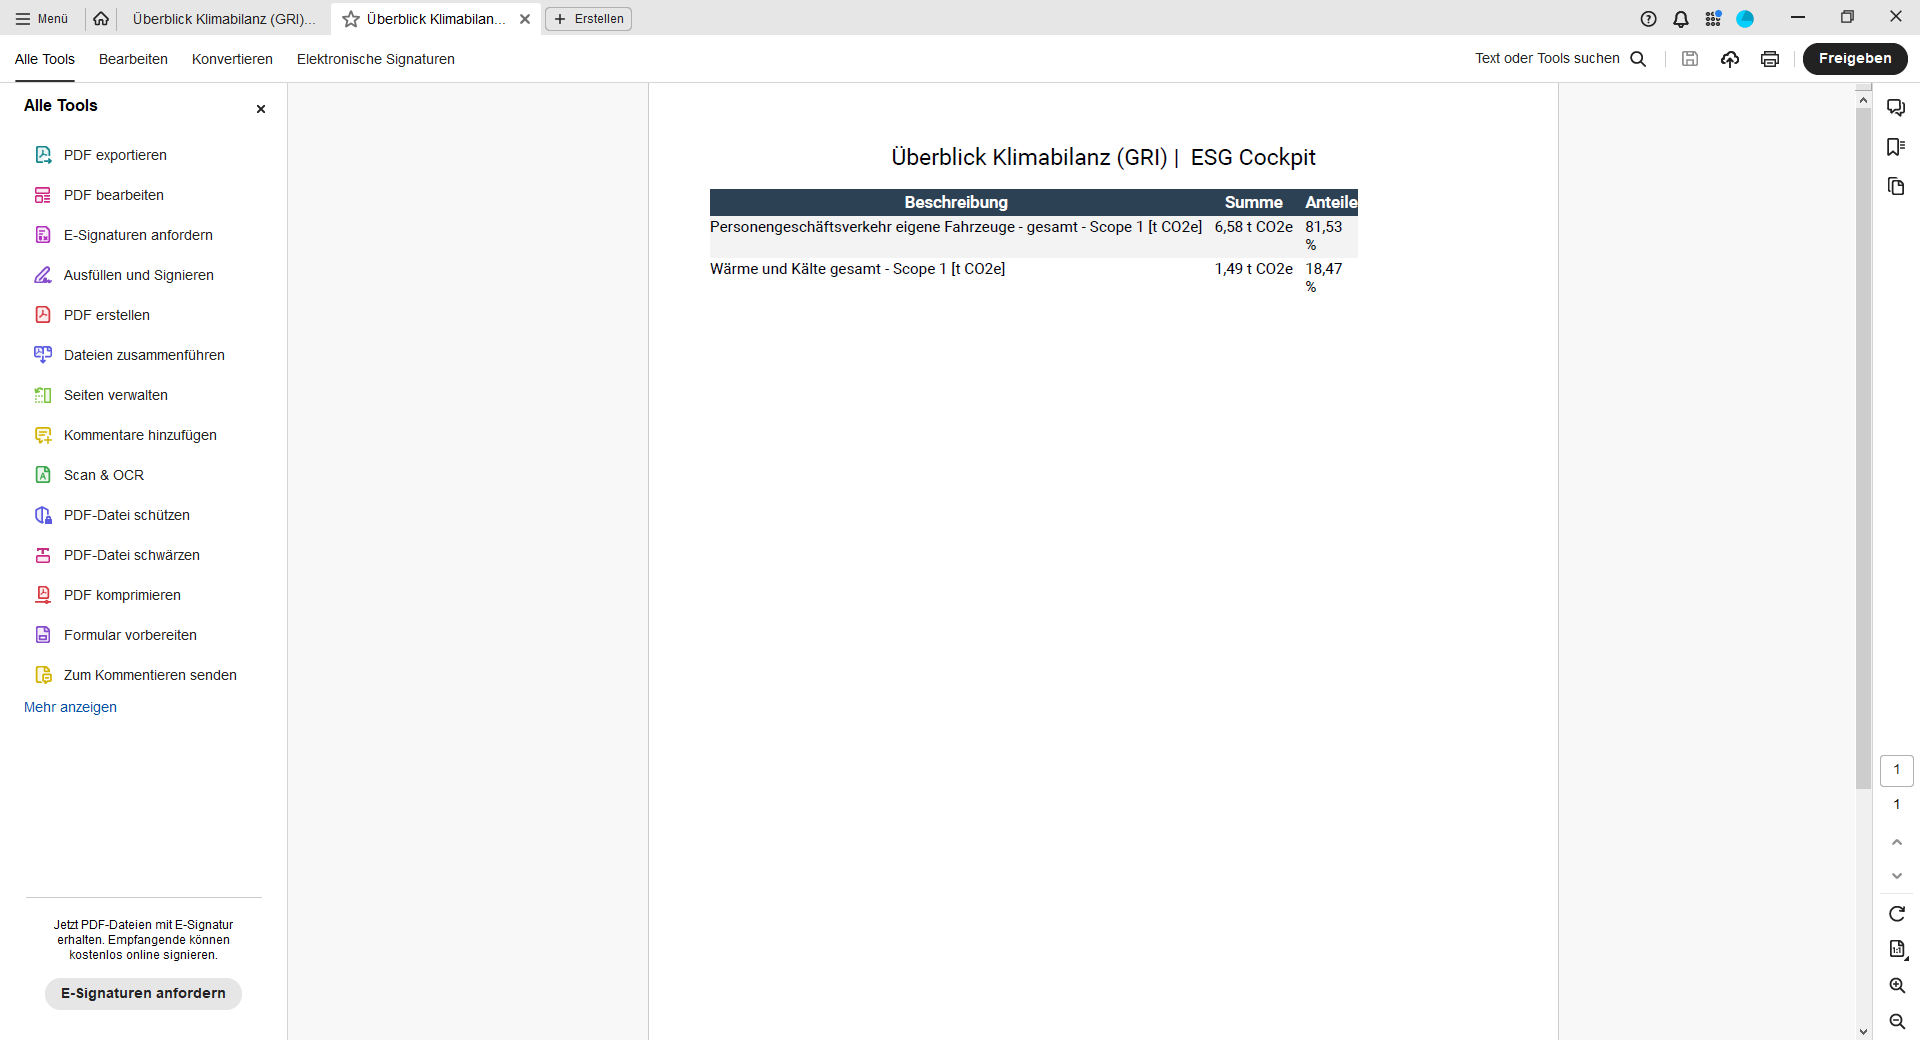 Menü
Überblick Klimabilanz (GRI)...
Überblick Klimabilan...
Erstellen
Alle Tools
Bearbeiten
Konvertieren
Elektronische Signaturen
Text oder Tools suchen
Freigeben
Alle Tools
PDF exportieren
PDF bearbeiten
E-Signaturen anfordern
Ausfüllen und Signieren
PDF erstellen
Dateien zusammenführen
Seiten verwalten
Kommentare hinzufügen
Scan & OCR
PDF-Datei schützen
PDF-Datei schwärzen
PDF komprimieren
Formular vorbereiten
Zum Kommentieren senden
Mehr anzeigen
Jetzt PDF-Dateien mit E-Signatur
erhalten. Empfangende können
kostenlos online signieren.
E-Signaturen anfordern
Überblick Klimabilanz (GRI) | ESG Cockpit
Beschreibung Summe Anteile
Personengeschäftsverkehr eigene Fahrzeuge - gesamt - Scope 1 [t CO2e] 6,58 t CO2e 81,53
%
Wärme und Kälte gesamt - Scope 1 [t CO2e] 1,49 t CO2e 18,47
%
1
1